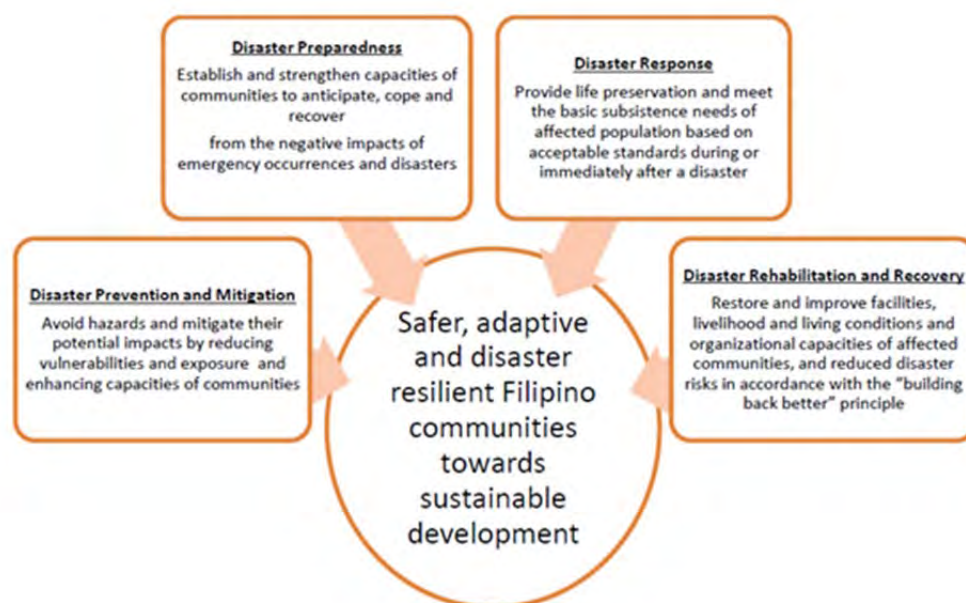 Disaster Preparedness
Establish and strengthen capacities of
communities to anticipate, cope and
recover
from the negative impacts of
emergency occurrences and disasters
Disaster Response
Provide life preservation and meet
the basic subsistence needs of
affected population based on
acceptable standards during or
immediately after a disaster
Disaster Prevention and Mitigation
Avoid hazards and mitigate their
potential impacts by reducing
vulnerabilities and exposure and
enhancing capacities of communities
Safer, adaptive
and disaster
resilient Filipino
communities
towards
sustainable
development
Disaster Rehabilitation and Recovery
Restore and improve facilities,
livelihood and living conditions and
organizational capacities of affected
communities, and reduced disaster
risks in accordance with the "building
back better" principle